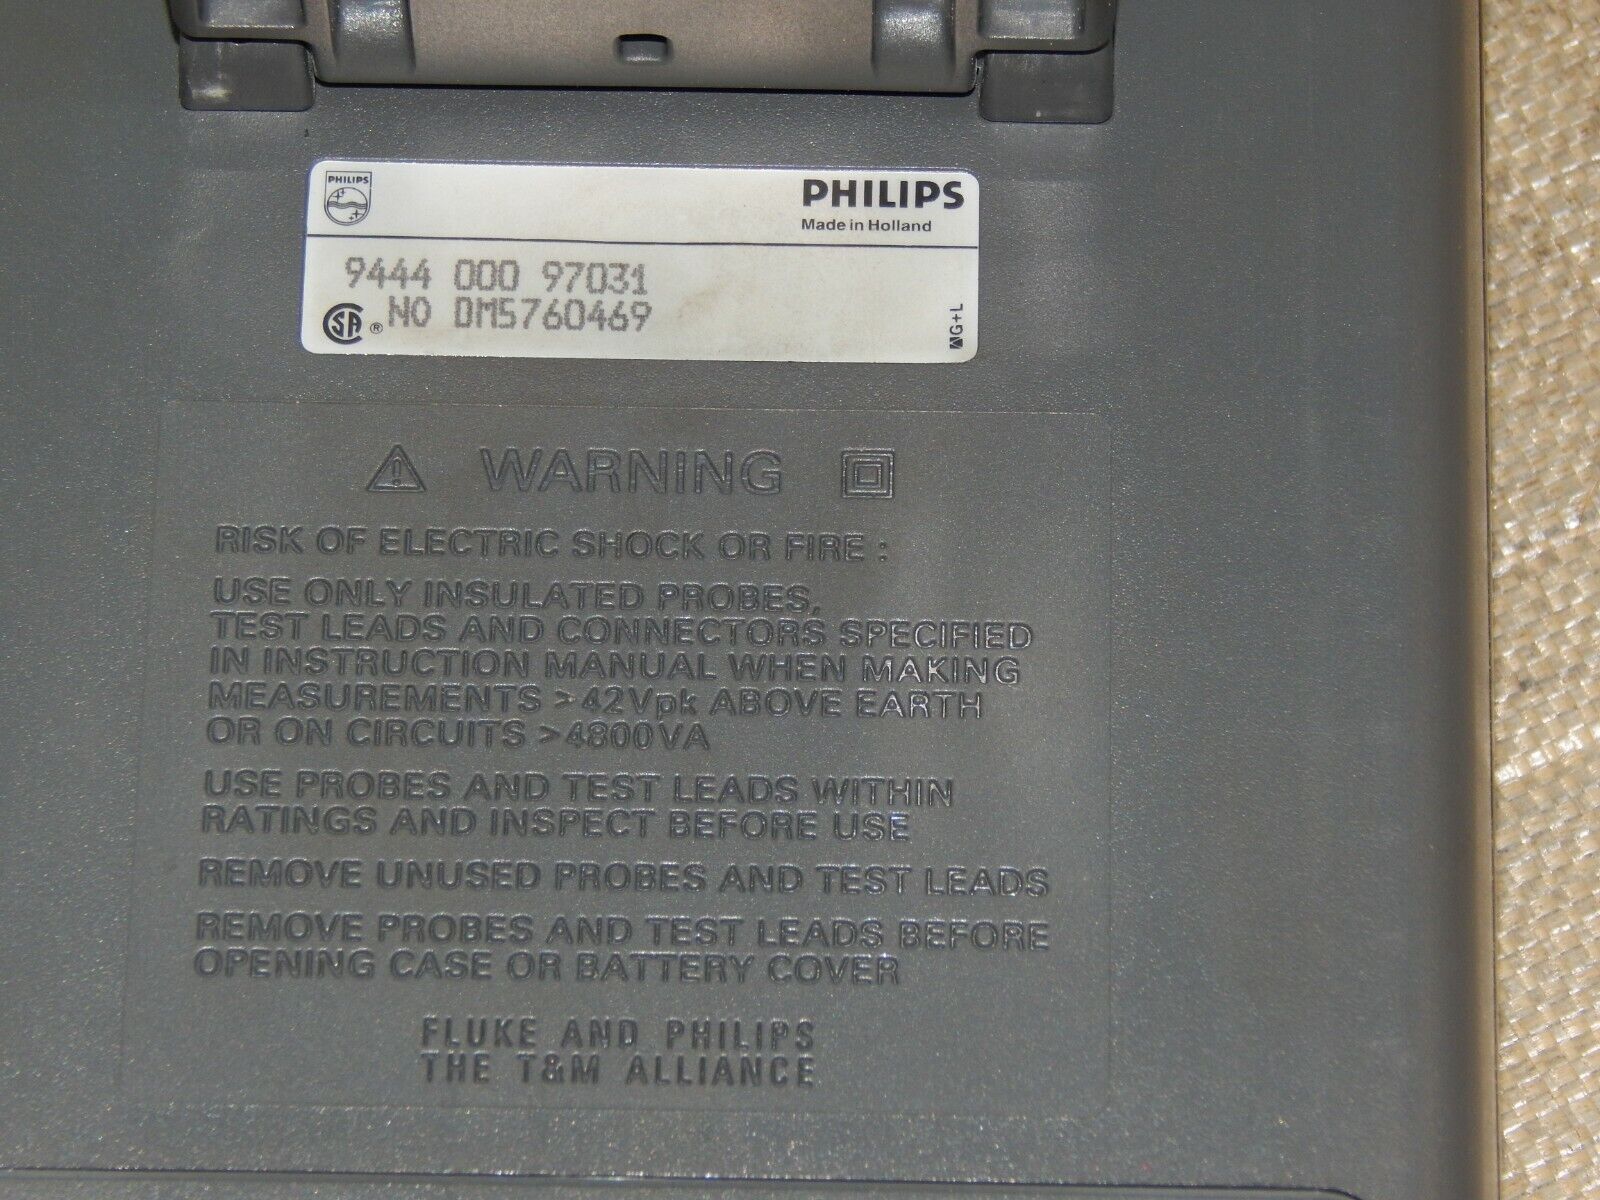 PHILIPS
PHILIPS
Made in Holland
9444 000 97031
SA ® NO DM5760469
G+L
WARNING
RISK OF ELECTRIC SHOCK OR FIRE :
USE ONLY INSULATED PROBES,
TEST LEADS AND CONNECTORS SPECIFIED
IN INSTRUCTION MANUAL WHEN MAKING
MEASUREMENTS >42Vpk ABOVE EARTH
OR ON CIRCUITS >4800VA
USE PROBES AND TEST LEADS WITHIN
RATINGS AND INSPECT BEFORE USE
REMOVE UNUSED PROBES AND TEST LEADS
REMOVE PROBES AND TEST LEADS BEFORE
OPENING CASE OR BATTERY COVER
FLUKE AND PHILIPS
THE T&M ALLIANCE